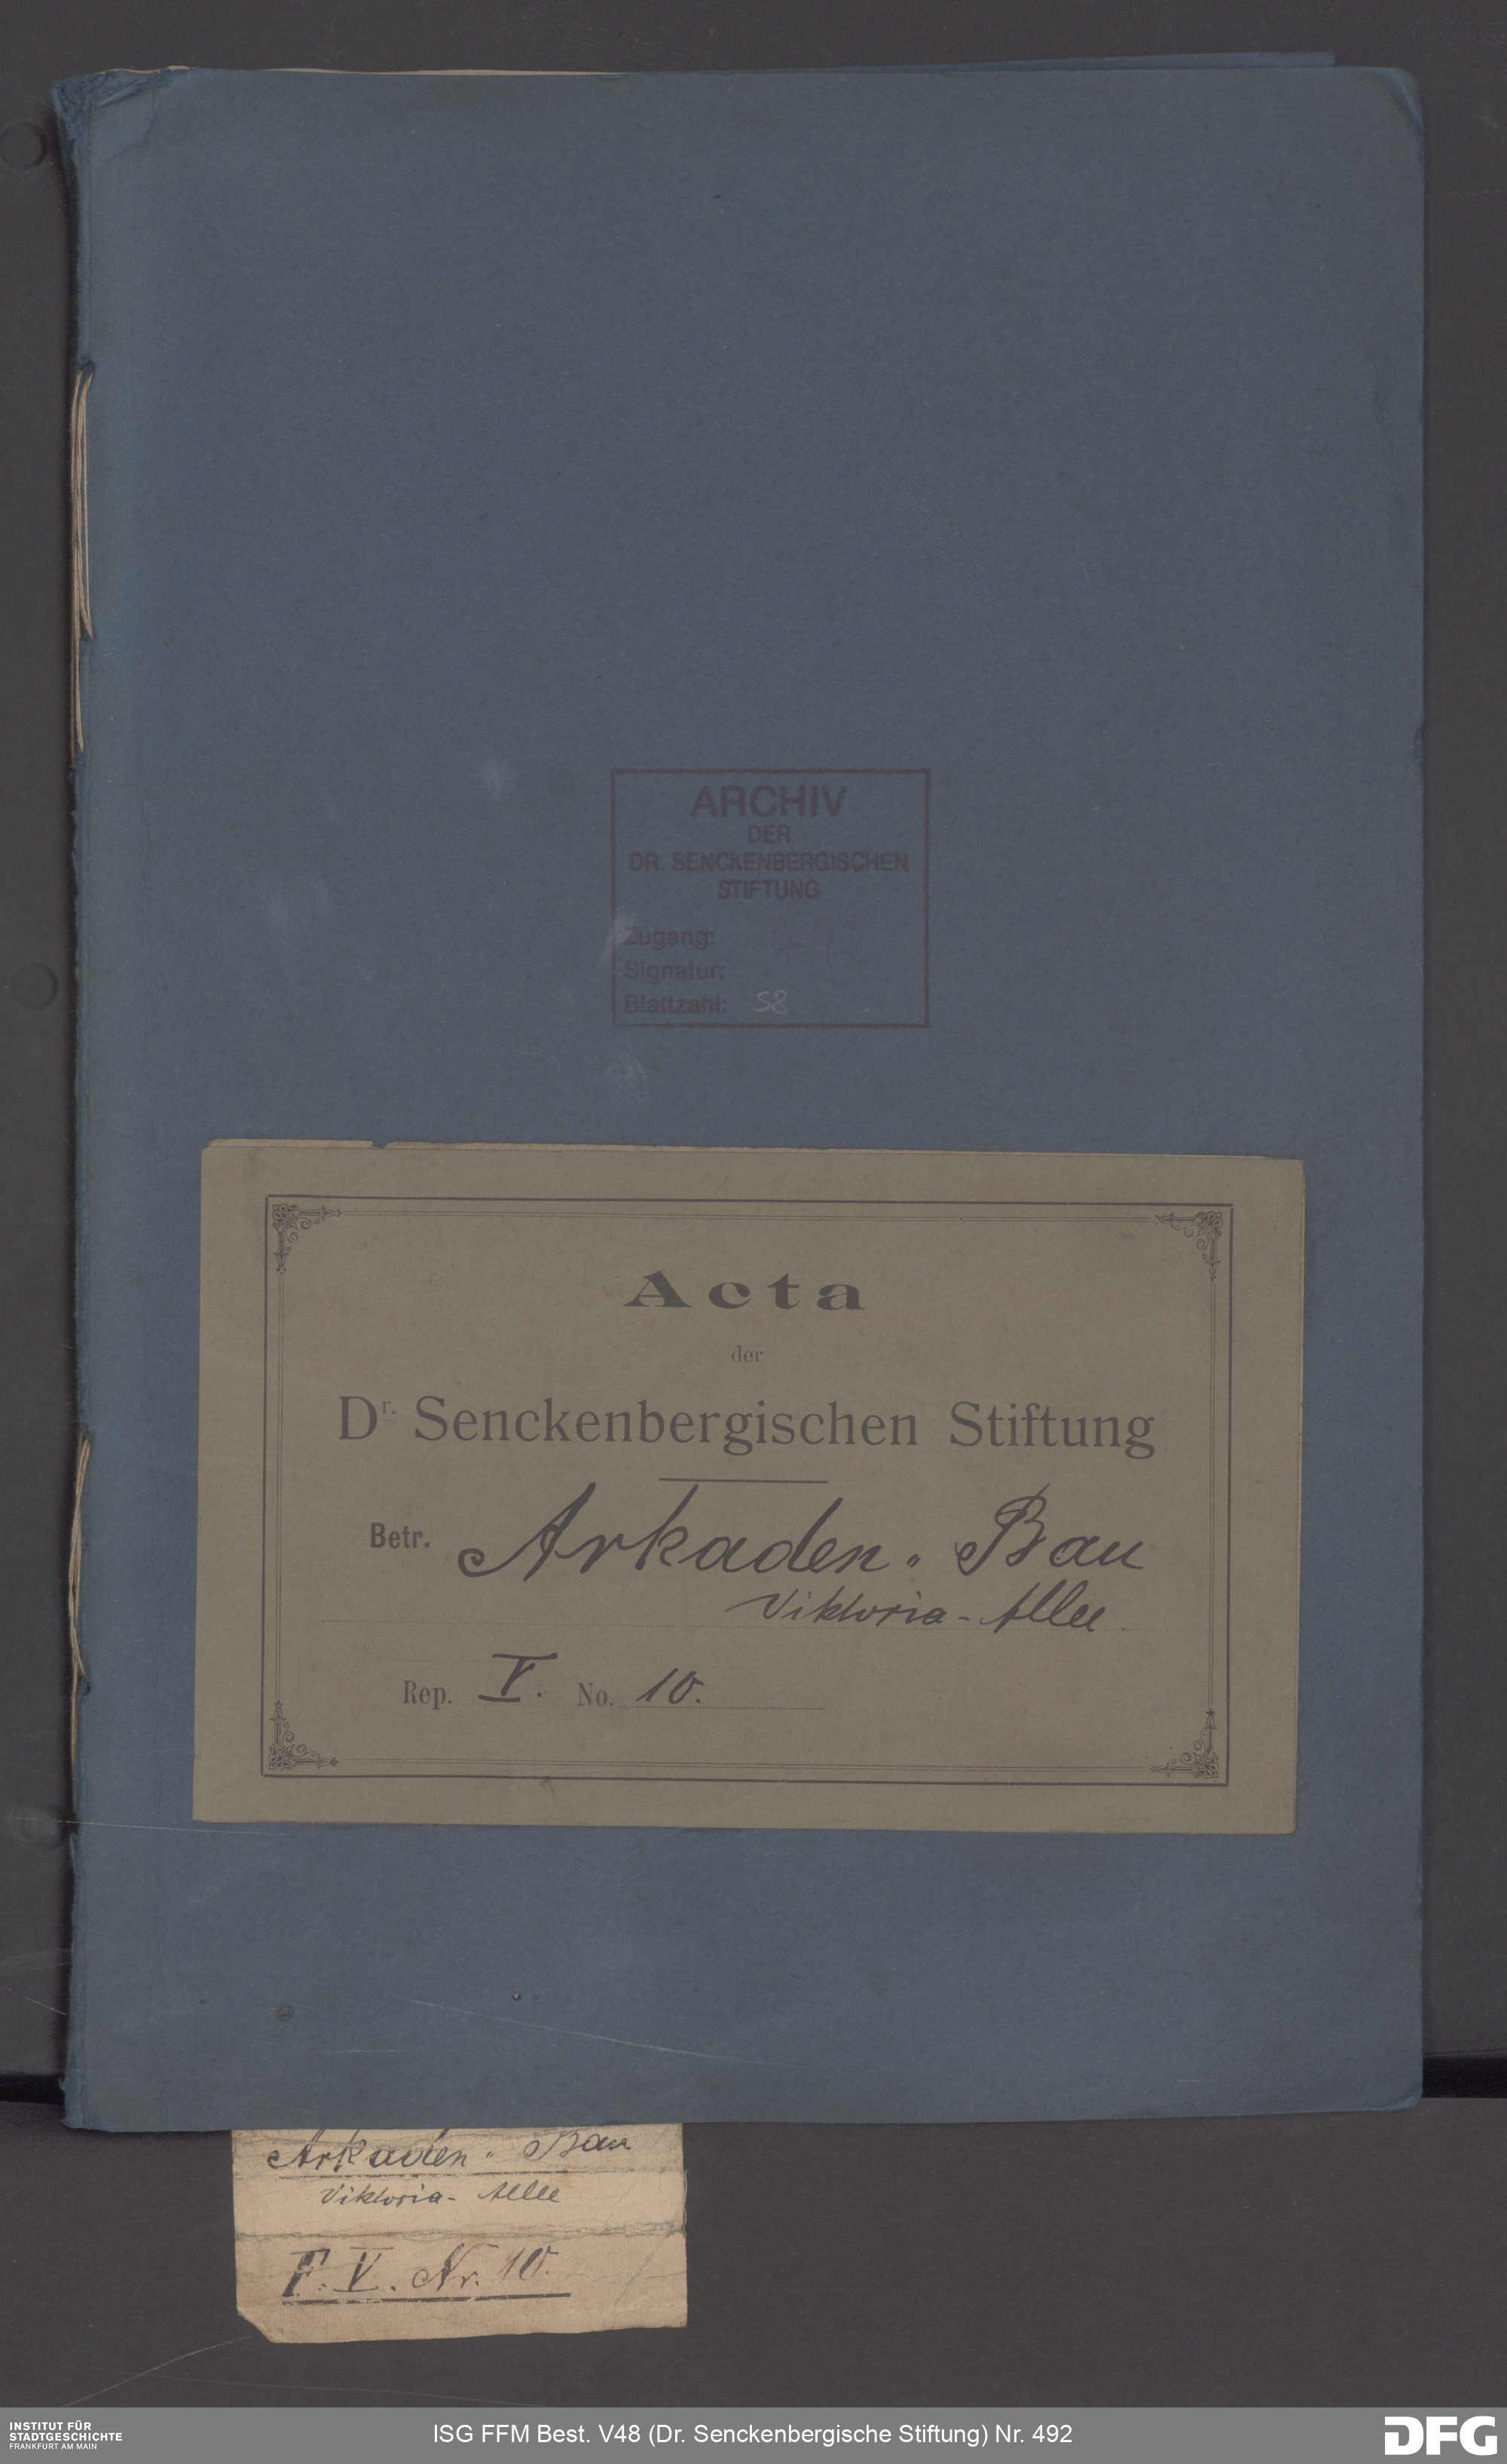 ARCHIV
DER
DR. SENCKENBERGISCHEN
STIFTUNG
Zugang:
Signatur:
Blattzahl: 58
Acta
der
Dr. Senckenbergischen Stiftung
Betr. Arkaden-Bau
Viktoria-Allee.
Rep. V. No. 10.
Arkaden-Bau
Viktoria-Allee
F. V. Nr. 10.
INSTITUT FÜR
STADTGESCHICHTE
FRANKFURT AM MAIN
ISG FFM Best. V48 (Dr. Senckenbergische Stiftung) Nr. 492
DFG